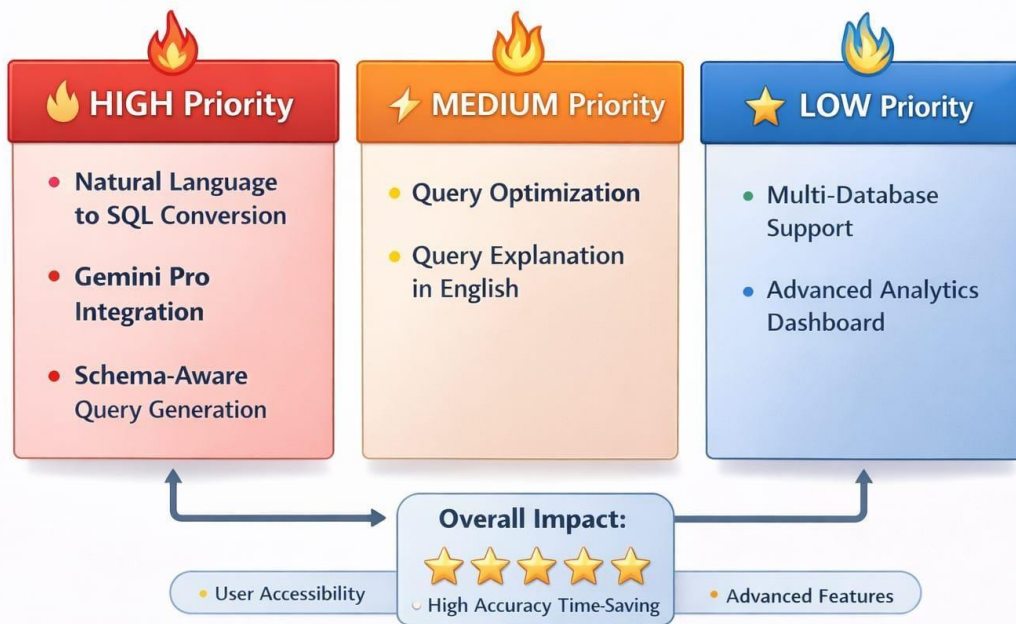 HIGH Priority
Natural Language
to SQL Conversion
Gemini Pro
Integration
Schema-Aware
Query Generation
MEDIUM Priority
Query Optimization
Query Explanation
in English
LOW Priority
Multi-Database
Support
Advanced Analytics
Dashboard
Overall Impact:
User Accessibility
High Accuracy Time-Saving
Advanced Features